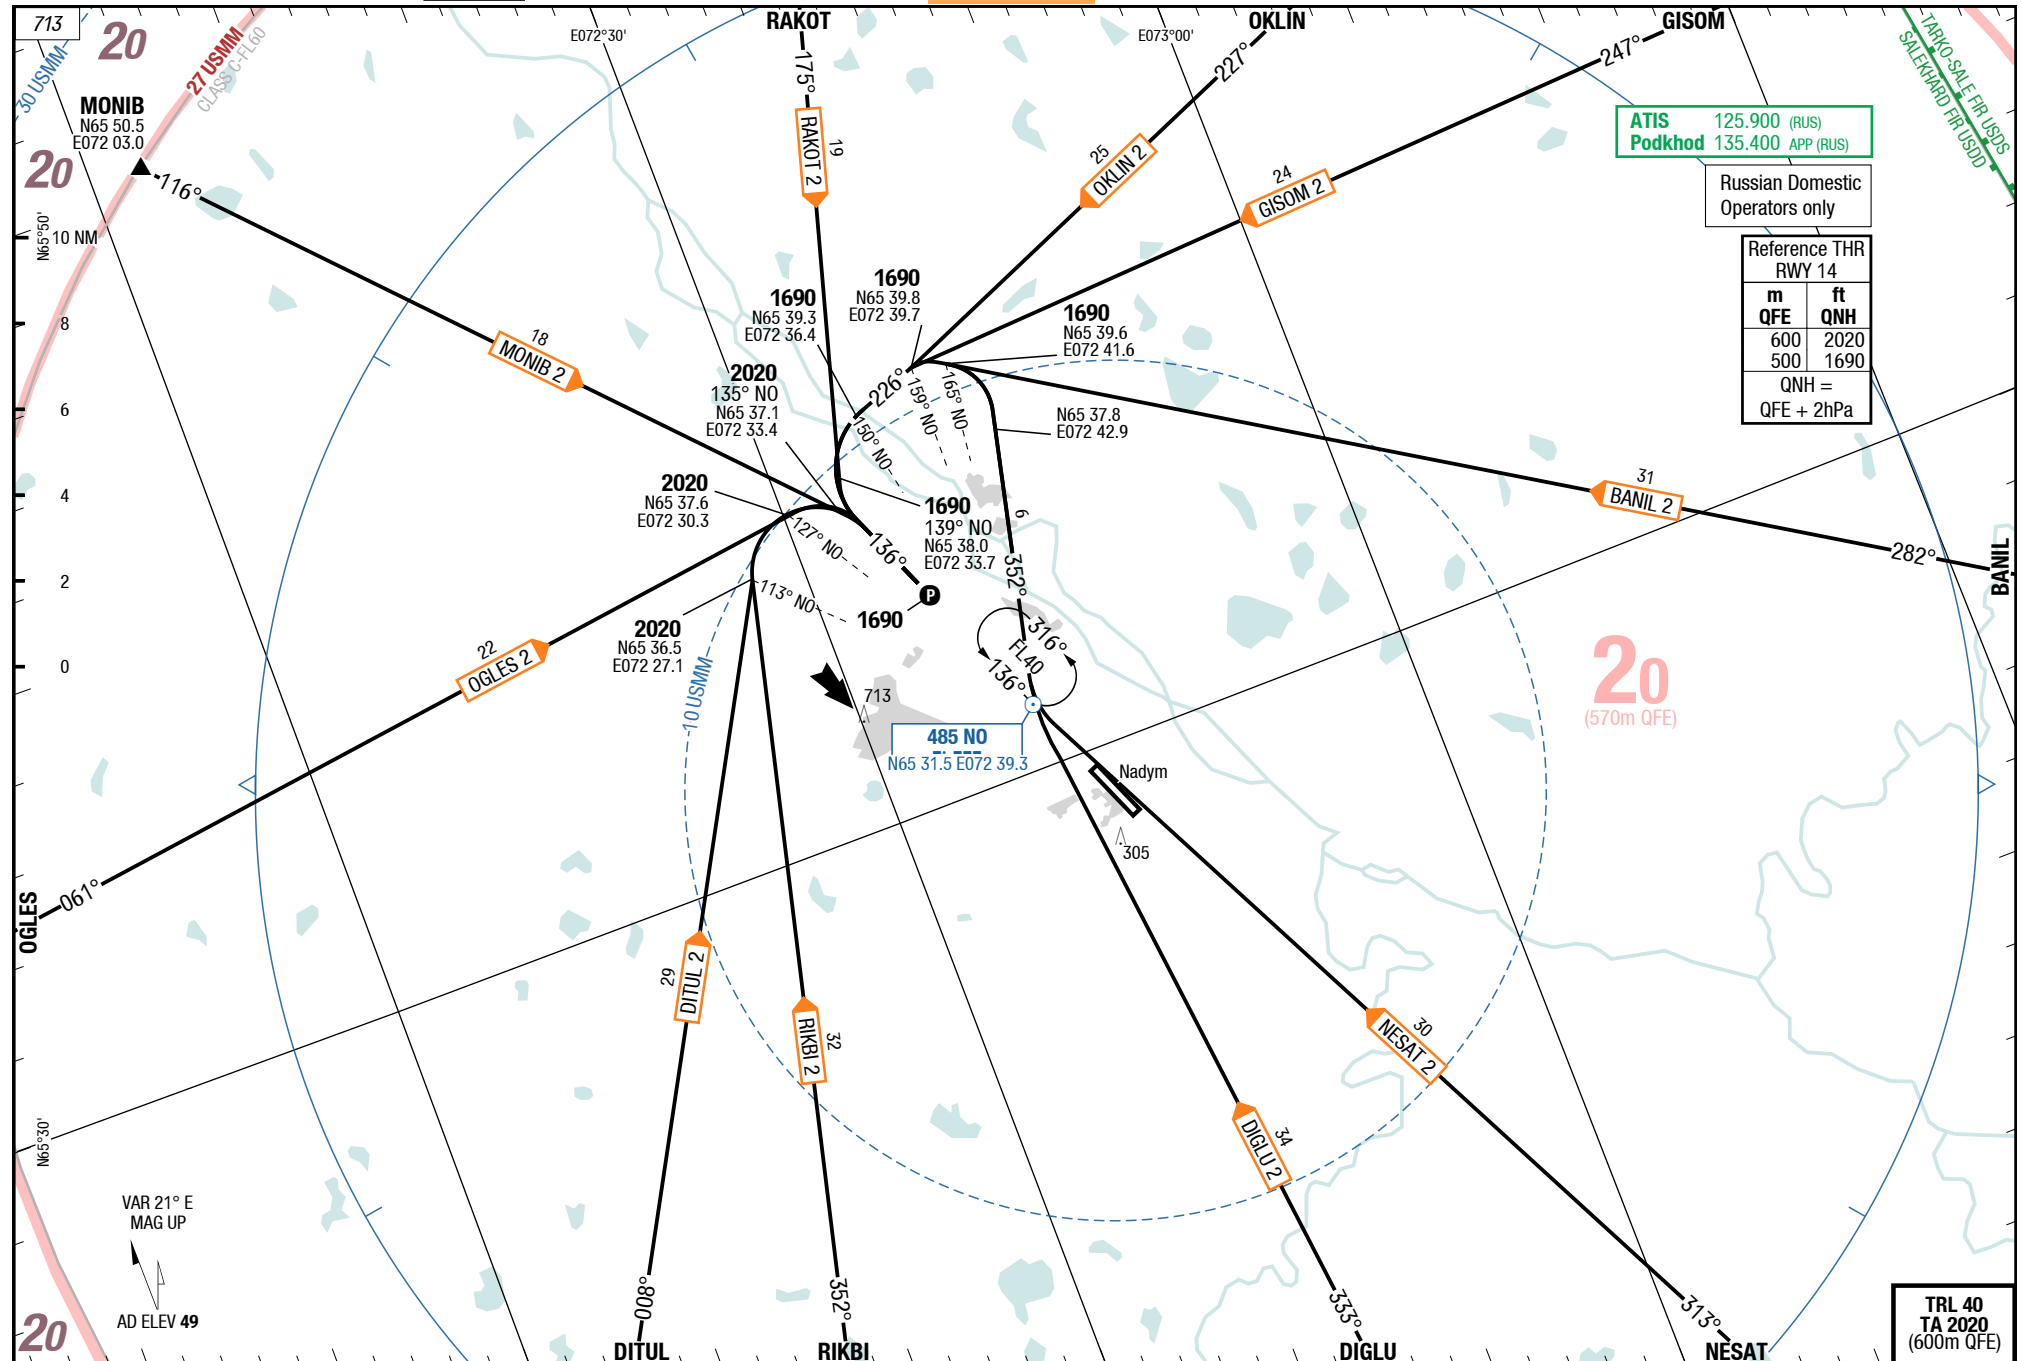 713
20
30 USMM
27 USMM
CLASS C-FL60
MONIB
N65 50.5
E072 03.0
20
116°
N65°50'
10 NM
8
6
4
2
0
E072°30'
RAKOT
175°
RAKOT 2
19
E073°00'
OKLIN
227°
25
OKLIN 2
GISOM
247°
24
GISOM 2
TARKO-SALE FIR USDS
SALEKHARD FIR USDD
ATIS 125.900 (RUS)
Podkhod 135.400 APP (RUS)
Russian Domestic
Operators only
Reference THR
RWY 14
m ft
QFE QNH
600 2020
500 1690
QNH =
QFE + 2hPa
18
MONIB 2
1690
N65 39.3
E072 36.4
1690
N65 39.8
E072 39.7
1690
N65 39.6
E072 41.6
226°
159° NO
165° NO
150° NO
N65 37.8
E072 42.9
2020
135° NO
N65 37.1
E072 33.4
2020
N65 37.6
E072 30.3
127° NO
136°
1690
139° NO
N65 38.0
E072 33.7
6
352°
113° NO
P
1690
31
BANIL 2
282°
BANIL
2020
N65 36.5
E072 27.1
22
OGLES 2
316°
FL40
136°
20
(570m QFE)
10 USMM
713
485 NO
N65 31.5 E072 39.3
Nadym
305
061°
OGLES
29
DITUL 2
RIKBI 2
32
30
NESAT 2
34
DIGLU 2
N65°30'
VAR 21° E
MAG UP
AD ELEV 49
20
008°
DITUL
352°
RIKBI
333°
DIGLU
313°
NESAT
TRL 40
TA 2020
(600m QFE)